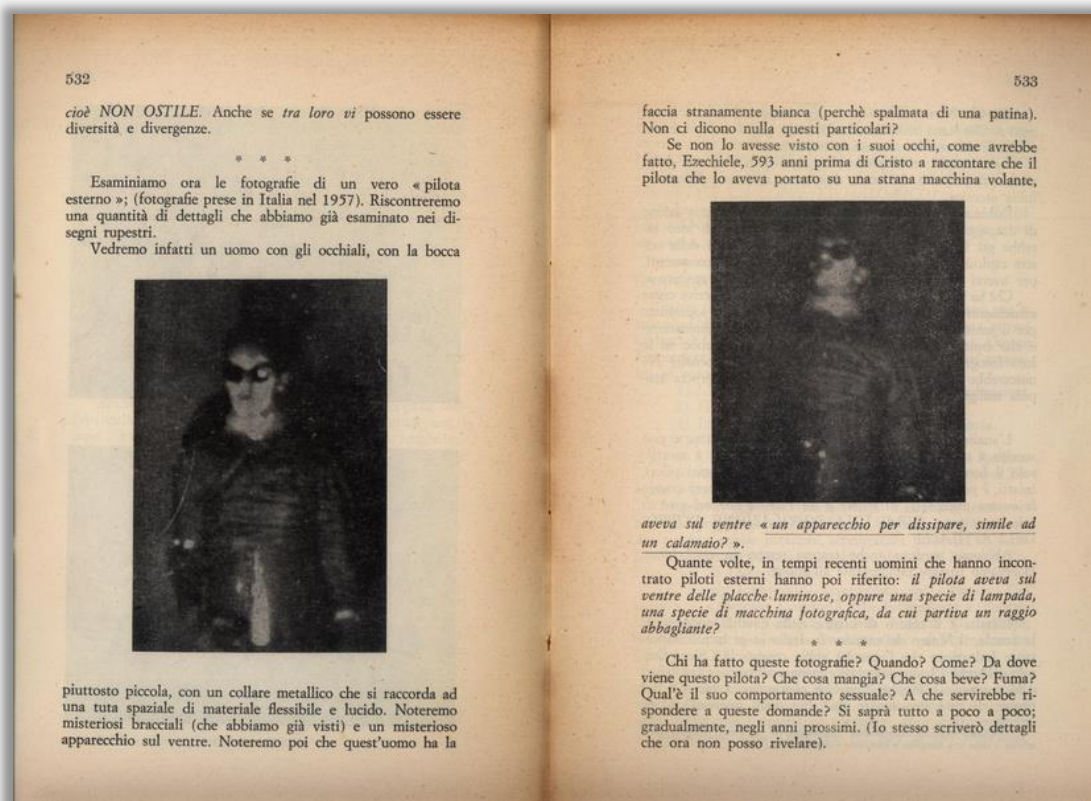 532
cioè NON OSTILE. Anche se tra loro vi possono essere
diversità e divergenze.
* * *
Esaminiamo ora le fotografie di un vero « pilota
esterno »; (fotografie prese in Italia nel 1957). Riscontreremo
una quantità di dettagli che abbiamo già esaminato nei di-
segni rupestri.
Vedremo infatti un uomo con gli occhiali, con la bocca
piuttosto piccola, con un collare metallico che si raccorda ad
una tuta spaziale di materiale flessibile e lucido. Noteremo
misteriosi bracciali (che abbiamo già visti) e un misterioso
apparecchio sul ventre. Noteremo poi che quest'uomo ha la
533
faccia stranamente bianca (perchè spalmata di una patina).
Non ci dicono nulla questi particolari?
Se non lo avesse visto con i suoi occhi, come avrebbe
fatto, Ezechiele, 593 anni prima di Cristo a raccontare che il
pilota che lo aveva portato su una strana macchina volante,
aveva sul ventre « un apparecchio per dissipare, simile ad
un calamaio? ».
Quante volte, in tempi recenti uomini che hanno incon-
trato piloti esterni hanno poi riferito: il pilota aveva sul
ventre delle placche luminose, oppure una specie di lampada,
una specie di macchina fotografica, da cui partiva un raggio
abbagliante?
* * *
Chi ha fatto queste fotografie? Quando? Come? Da dove
viene questo pilota? Che cosa mangia? Che cosa beve? Fuma?
Qual'è il suo comportamento sessuale? A che servirebbe ri-
spondere a queste domande? Si saprà tutto a poco a poco;
gradualmente, negli anni prossimi. (Io stesso scriverò dettagli
che ora non posso rivelare).